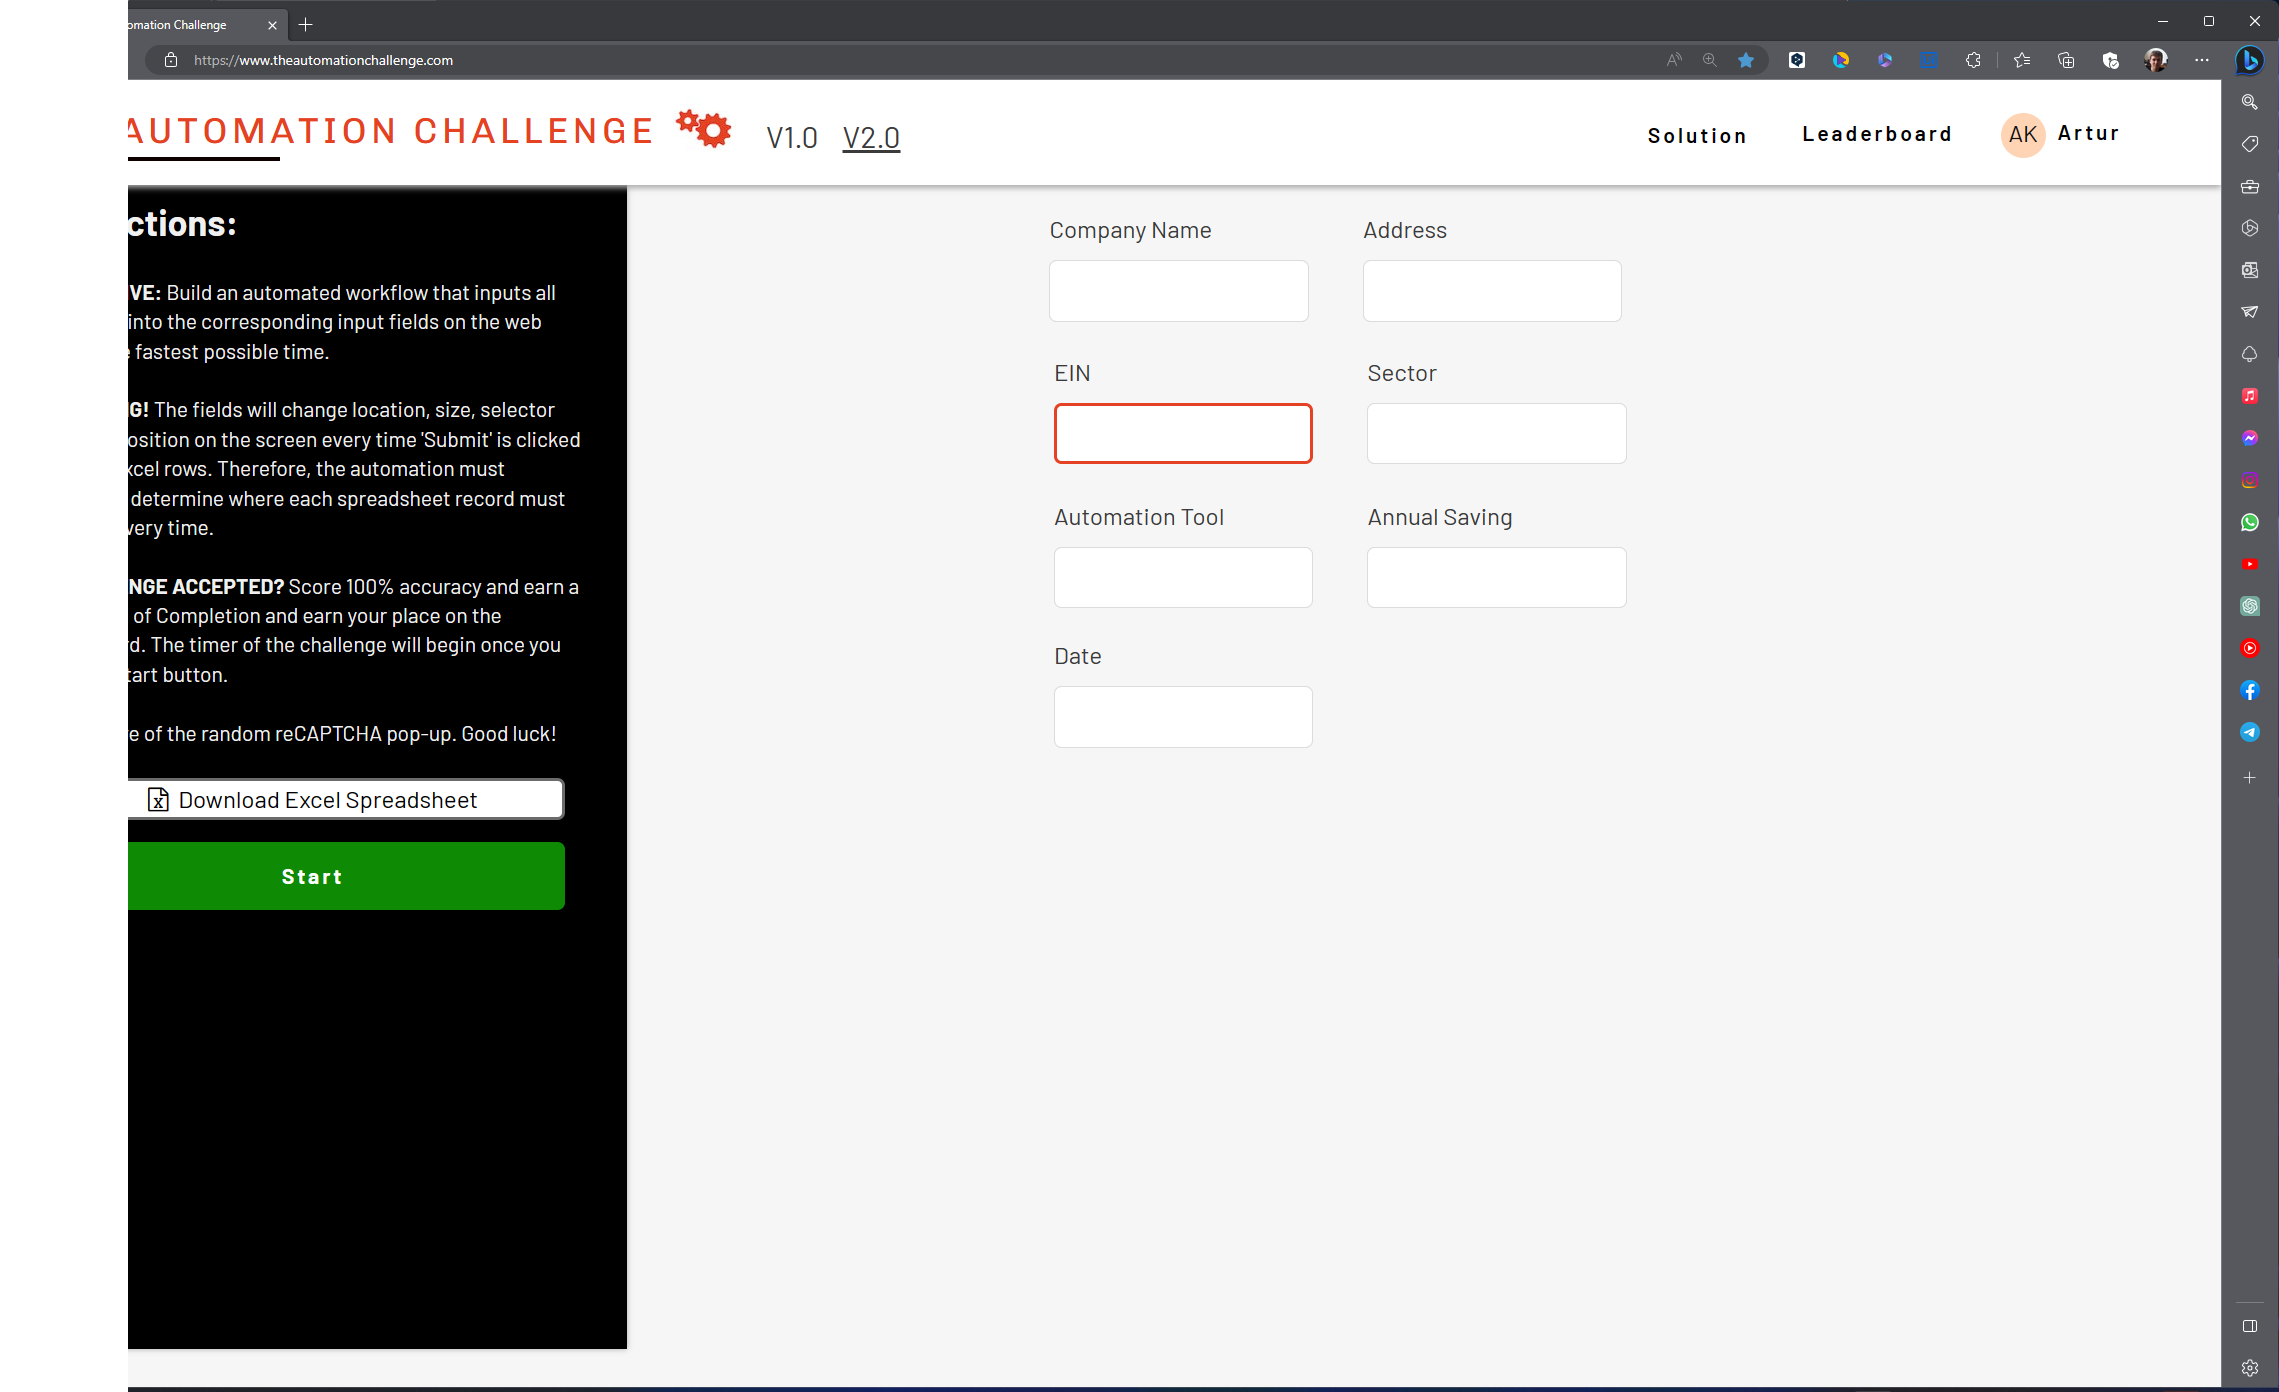 omation Challenge
https://www.theautomationchallenge.com
AUTOMATION CHALLENGE
V1.0 V2.0
Solution
Leaderboard
AK Artur
ctions:
VE: Build an automated workflow that inputs all
into the corresponding input fields on the web
fastest possible time.
G! The fields will change location, size, selector
osition on the screen every time 'Submit' is clicked
xcel rows. Therefore, the automation must
determine where each spreadsheet record must
very time.
NGE ACCEPTED? Score 100% accuracy and earn a
of Completion and earn your place on the
rd. The timer of the challenge will begin once you
tart button.
e of the random reCAPTCHA pop-up. Good luck!
Download Excel Spreadsheet
Start
Company Name
Address
EIN
Sector
Automation Tool
Annual Saving
Date